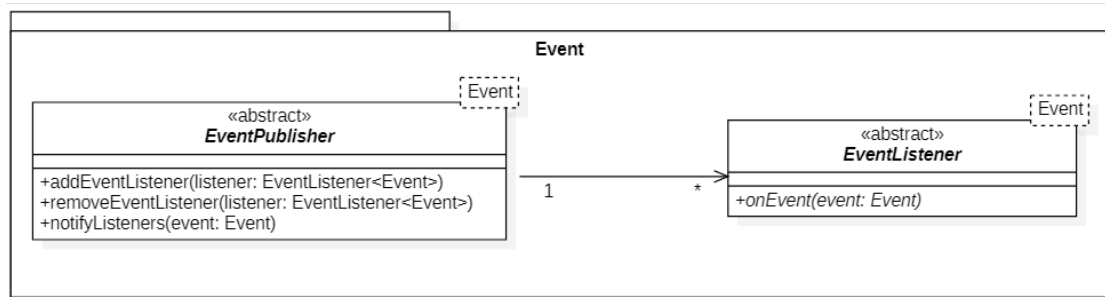 Event
Event
«abstract»
EventPublisher
+addEventListener(listener: EventListener<Event>)
+removeEventListener(listener: EventListener<Event>)
+notifyListeners(event: Event)
1
*
Event
«abstract»
EventListener
+onEvent(event: Event)